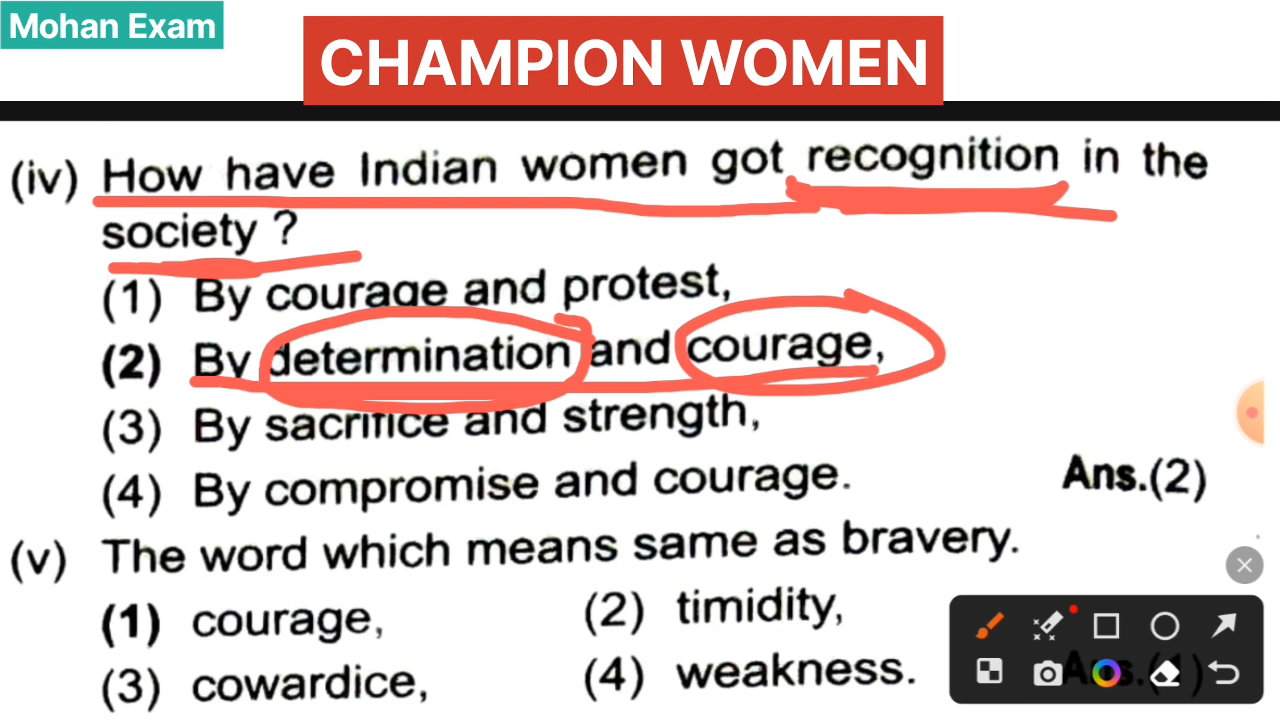 Mohan Exam
CHAMPION WOMEN
(iv) How have Indian women got recognition in the
society ?
(1) By courage and protest,
(2) By determination and courage,
(3) By sacrifice and strength,
(4) By compromise and courage. Ans.(2)
(v) The word which means same as bravery.
(1) courage, (2) timidity,
(3) cowardice, (4) weakness. Ans.(1)